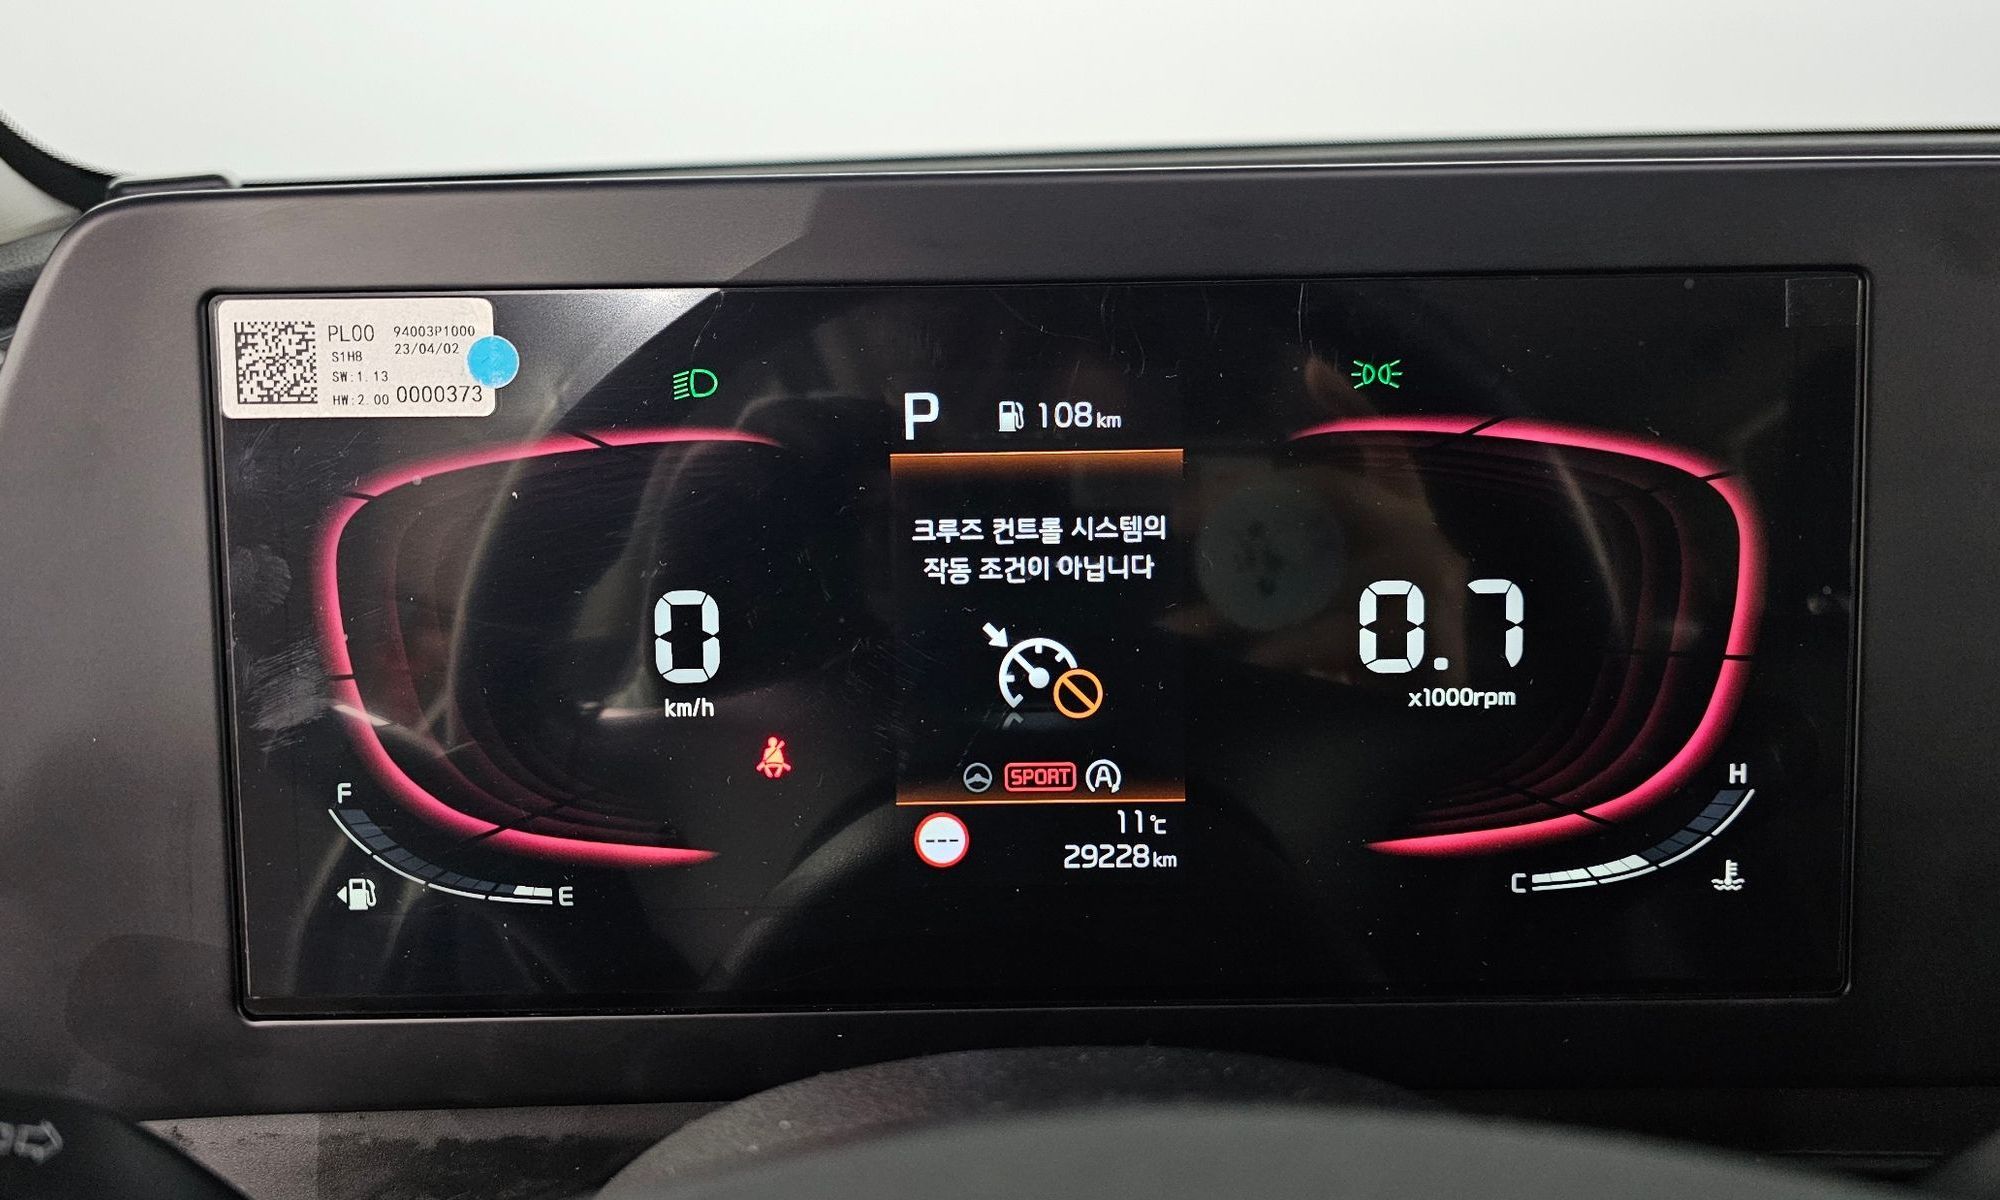 PL00 94003P1000
S1HB 23/04/02
SW:1.13
HW:2.00 0000373
P 108km
크루즈 컨트롤 시스템의
작동 조건이 아닙니다
0
km/h
0.7
x1000rpm
SPORT A
F
E
---
11℃
29228km
H
C